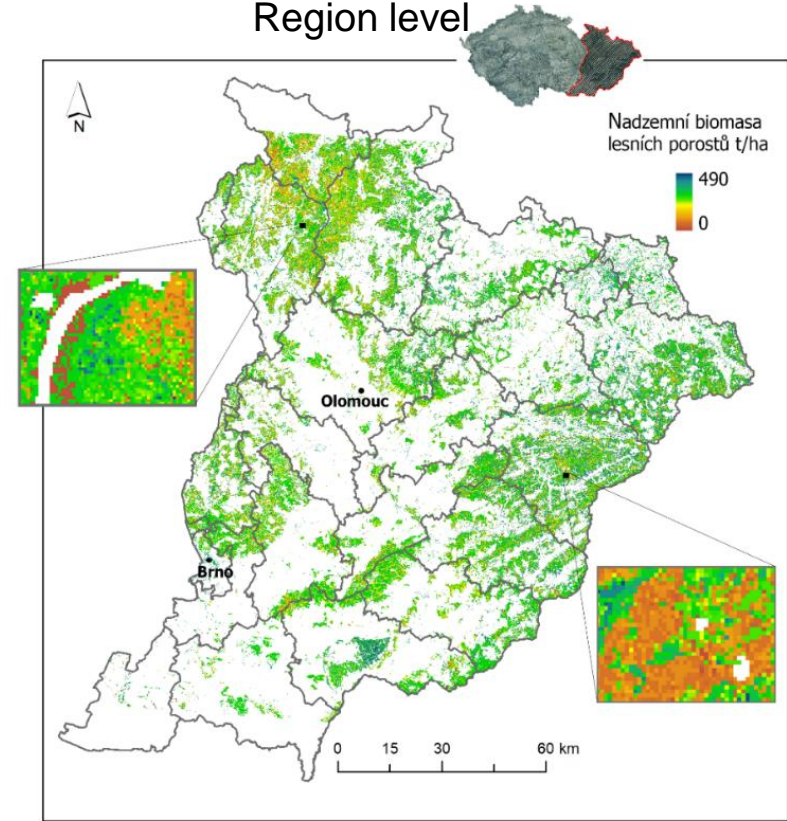 Region level
N
Nadzemní biomasa
lesních porostů t/ha
490
0
Olomouc
Brno
0 15 30 60 km